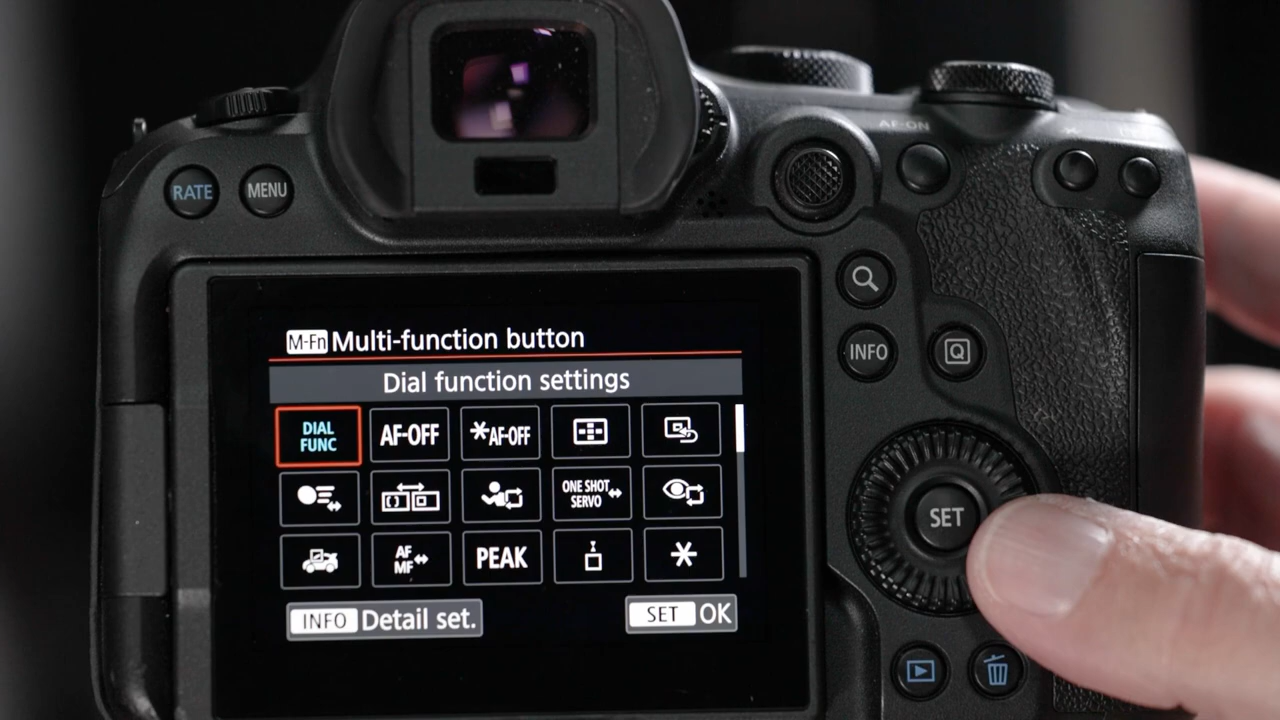 AF-ON
RATE
MENU
INFO
Q
M-Fn Multi-function button
Dial function settings
DIAL
FUNC
AF-OFF
*AF-OFF
ONE SHOT
SERVO
AF
MF
PEAK
*
INFO Detail set.
SET OK
SET